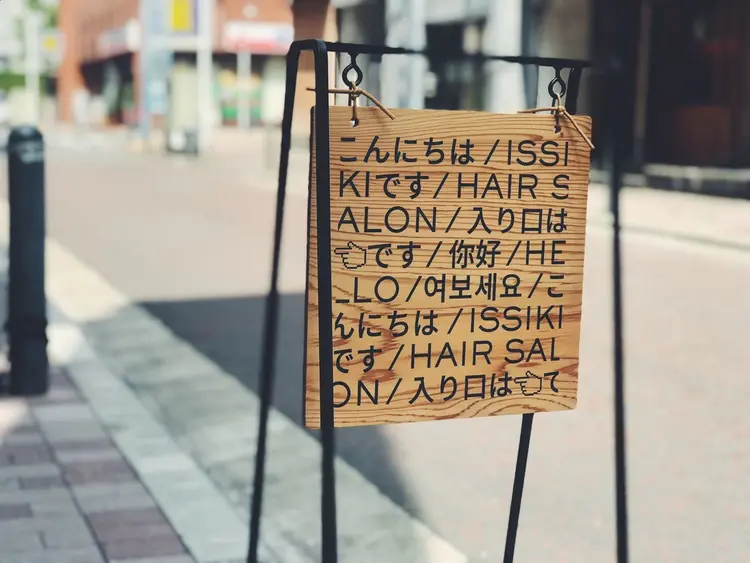 こんにちは/ISSI
KIです/HAIR S
ALON/入り口は
☜です/你好/HE
LLO/여보세요/こ
んにちは/ISSIKI
です/HAIR SAL
ON/入り口は☜で